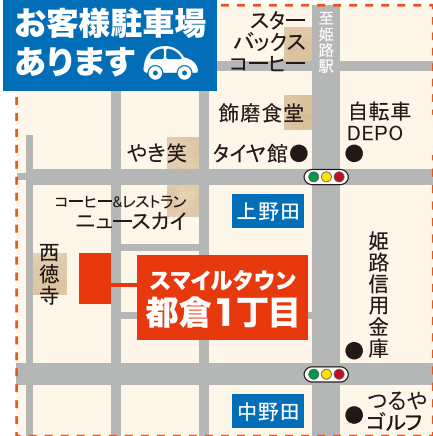 お客様駐車場
あります
スター
バックス
コーヒー
至姫路駅
飾磨食堂
自転車
DEPO
やき笑
タイヤ館
コーヒー&レストラン
ニュースカイ
上野田
西徳寺
スマイルタウン
都倉1丁目
姫路信用金庫
中野田
つるや
ゴルフ